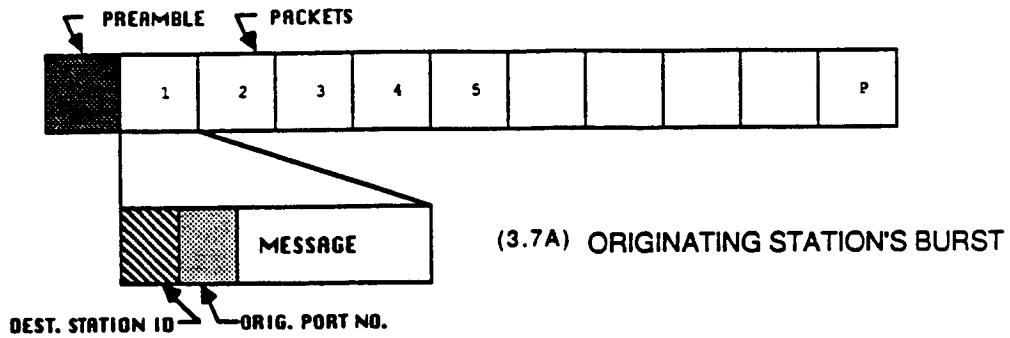 PREAMBLE PACKETS
1 2 3 4 5 P
MESSAGE
(3.7A) ORIGINATING STATION'S BURST
DEST. STATION ID ORIG. PORT NO.